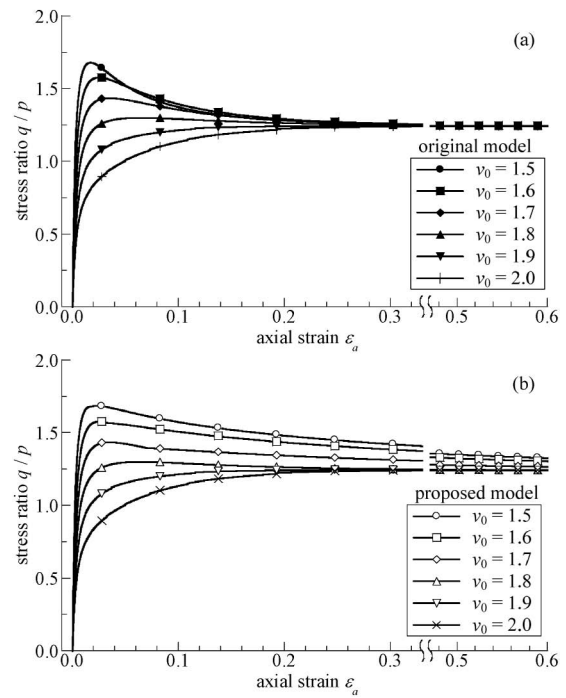 (a)
2.0
1.5
1.25
1.0
0.5
0.0
stress ratio q / p
original model
v₀ = 1.5
v₀ = 1.6
v₀ = 1.7
v₀ = 1.8
v₀ = 1.9
v₀ = 2.0
0.0 0.1 0.2 0.3 0.5 0.6
axial strain εₐ
(b)
2.0
1.5
1.25
1.0
0.5
0.0
stress ratio q / p
proposed model
v₀ = 1.5
v₀ = 1.6
v₀ = 1.7
v₀ = 1.8
v₀ = 1.9
v₀ = 2.0
0.0 0.1 0.2 0.3 0.5 0.6
axial strain εₐ